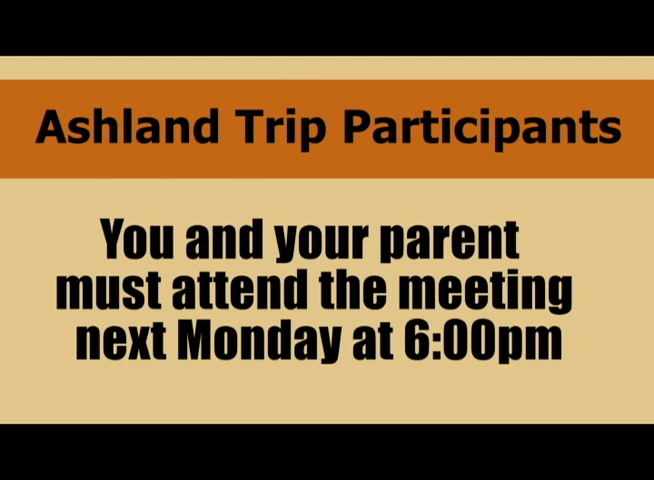 Ashland Trip Participants
You and your parent
must attend the meeting
next Monday at 6:00pm